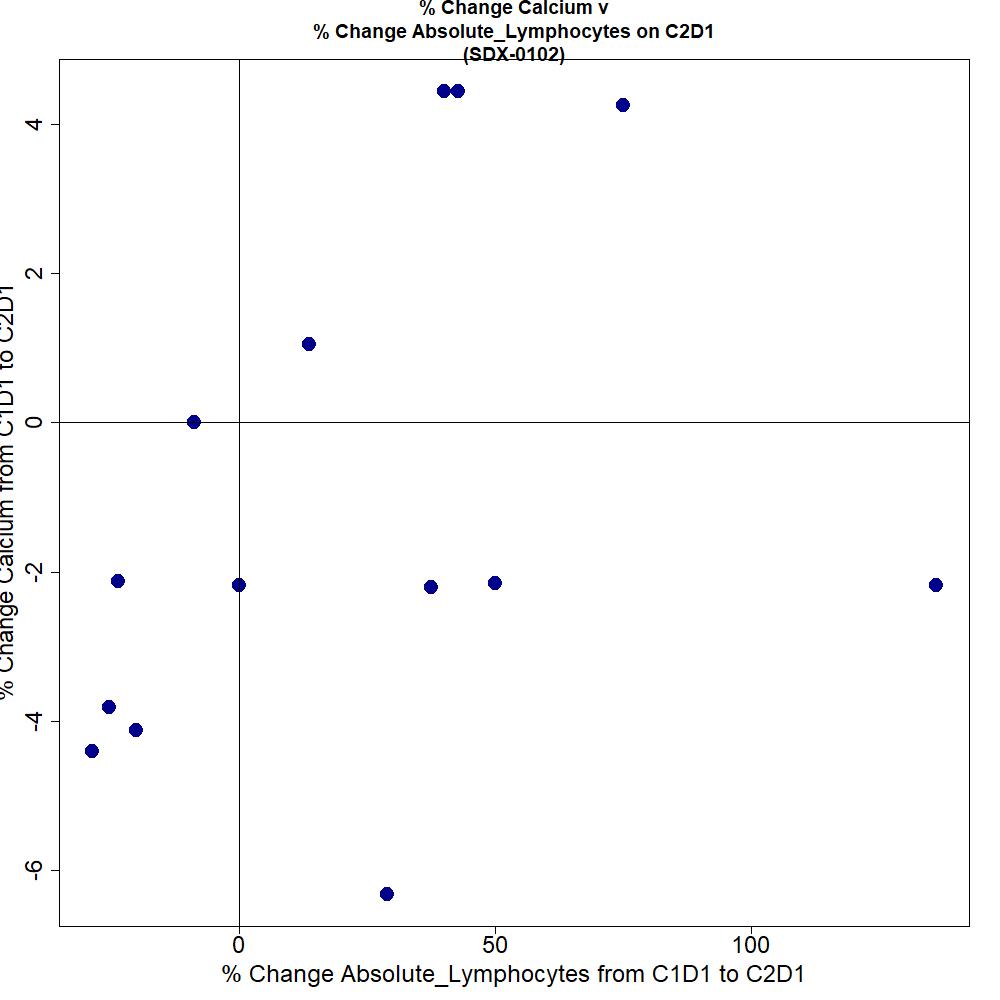 % Change Calcium v
% Change Absolute_Lymphocytes on C2D1
(SDX-0102)
% Change Calcium from C1D1 to C2D1
4
2
0
-2
-4
-6
0
50
100
% Change Absolute_Lymphocytes from C1D1 to C2D1